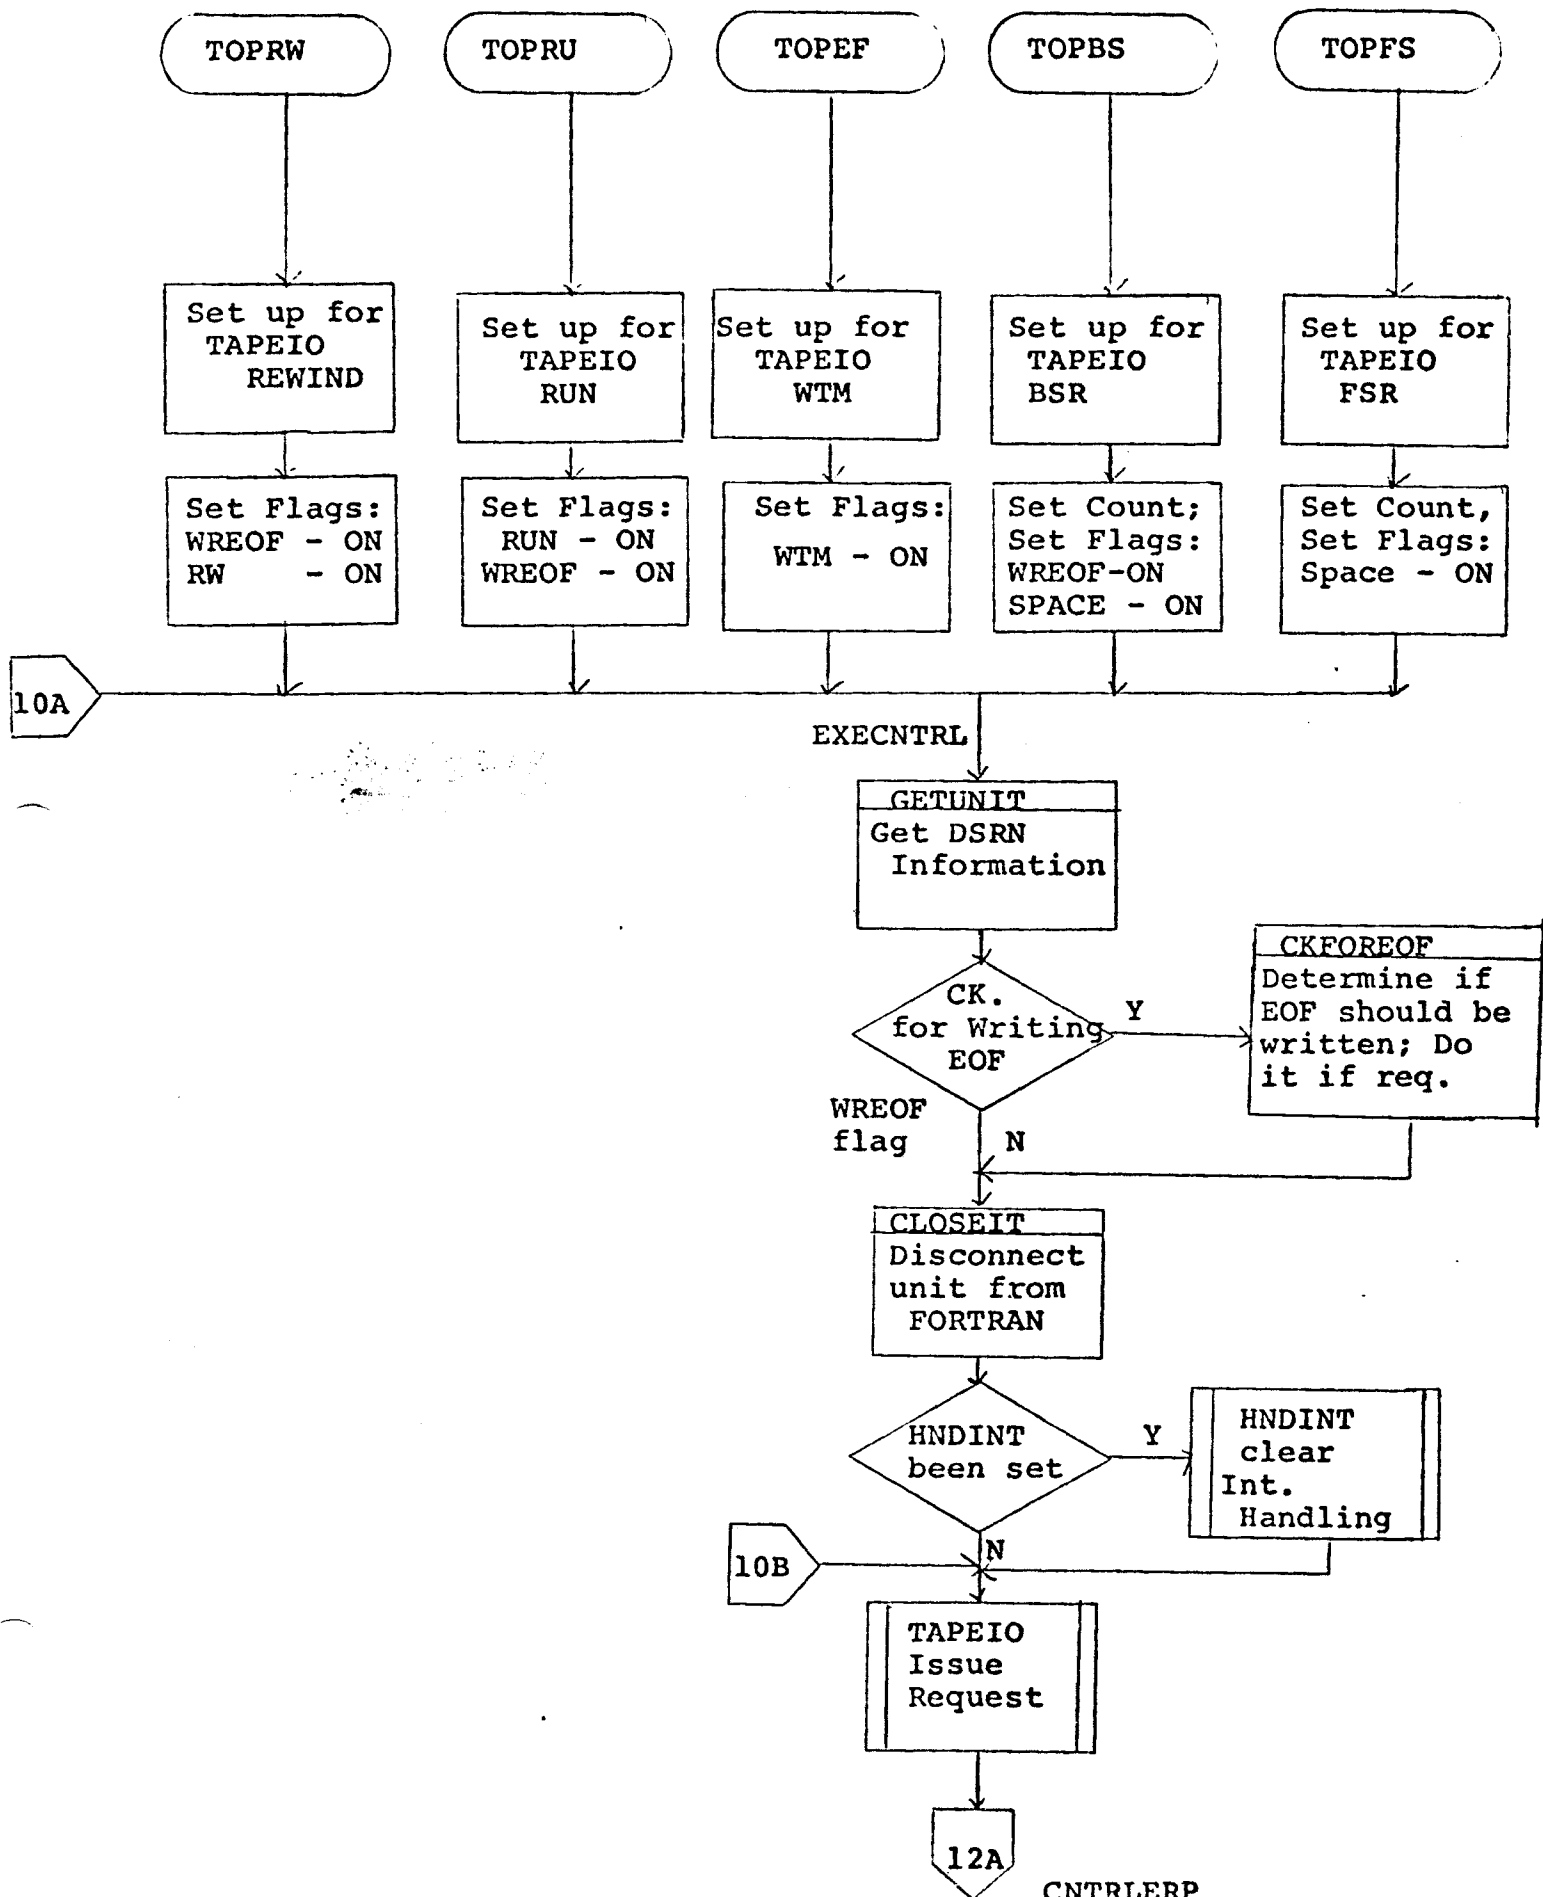 TOPRW
TOPRU
TOPEF
TOPBS
TOPFS
Set up for
TAPEIO
REWIND
Set up for
TAPEIO
RUN
Set up for
TAPEIO
WTM
Set up for
TAPEIO
BSR
Set up for
TAPEIO
FSR
Set Flags:
WREOF - ON
RW - ON
Set Flags:
RUN - ON
WREOF - ON
Set Flags:
WTM - ON
Set Count;
Set Flags:
WREOF-ON
SPACE - ON
Set Count,
Set Flags:
Space - ON
10A
EXECNTRL
GETUNIT
Get DSRN
Information
CK.
for Writing
EOF
Y
CKFOREOF
Determine if
EOF should be
written; Do
it if req.
WREOF
flag
N
CLOSEIT
Disconnect
unit from
FORTRAN
HNDINT
been set
Y
HNDINT
clear
Int.
Handling
N
10B
TAPEIO
Issue
Request
12A
CNTRLERP